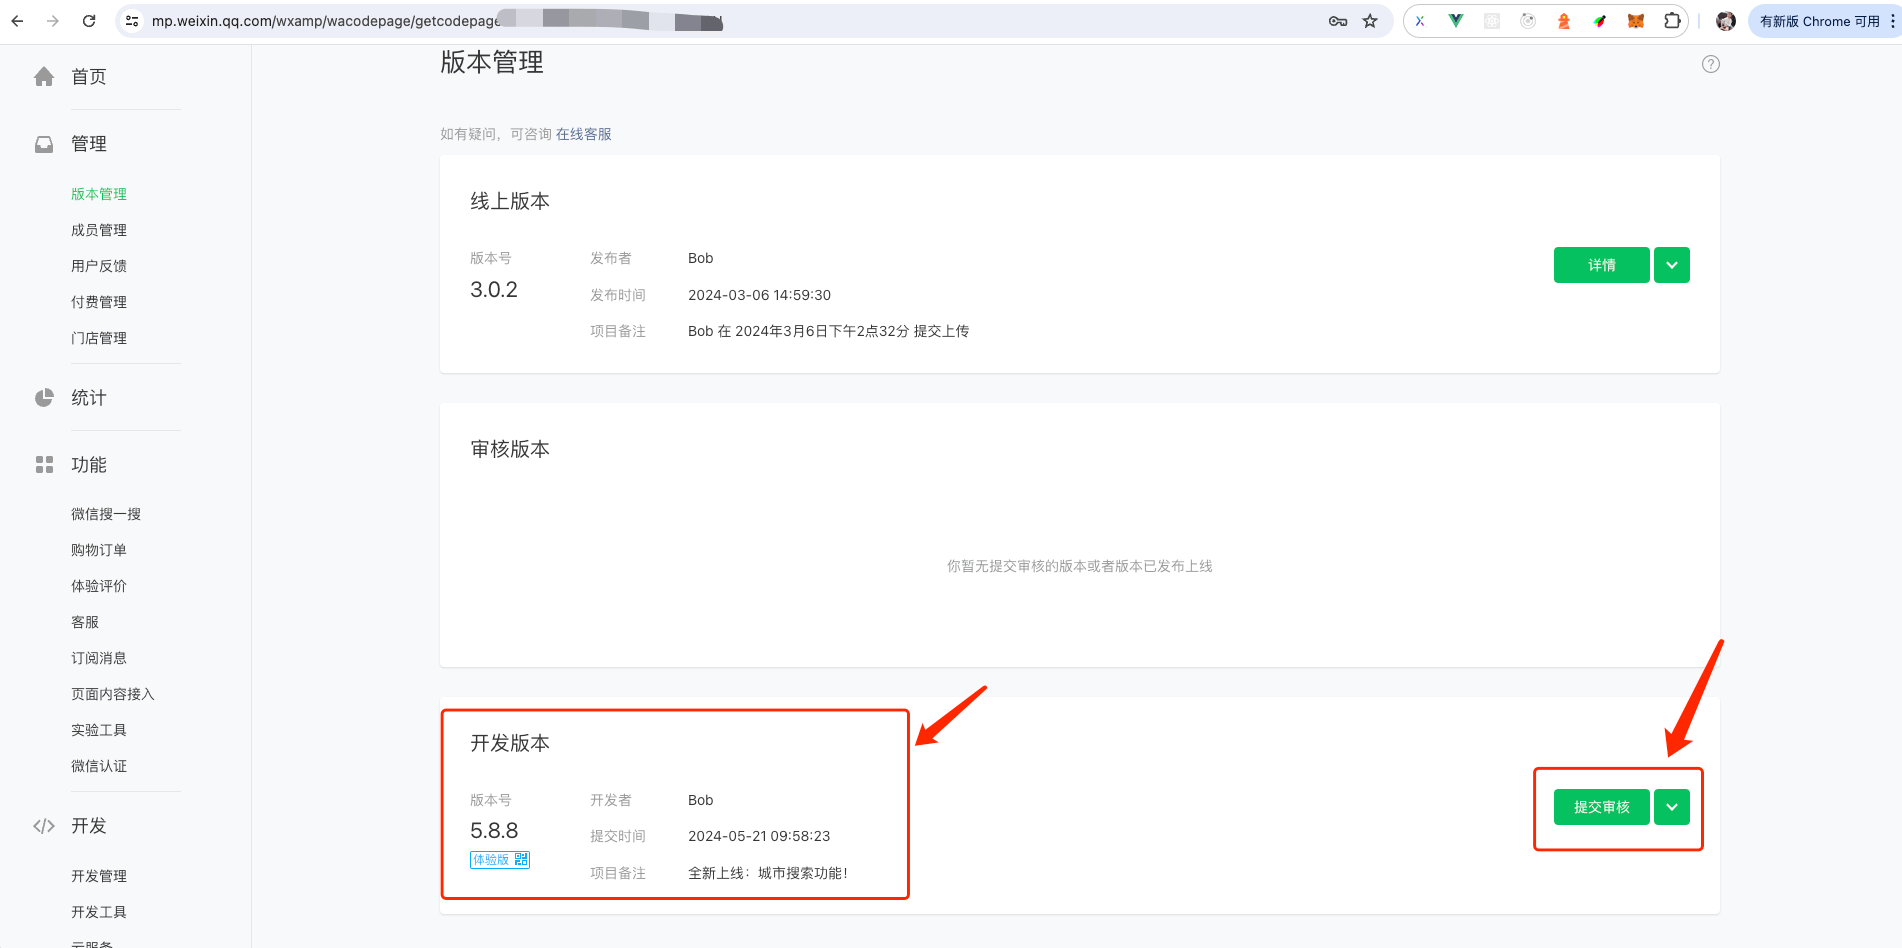 mp.weixin.qq.com/wxamp/wacodepage/getcodepage
有新版 Chrome 可用
首页
管理
版本管理
成员管理
用户反馈
付费管理
门店管理
统计
功能
微信搜一搜
购物订单
体验评价
客服
订阅消息
页面内容接入
实验工具
微信认证
</> 开发
开发管理
开发工具
云服务
版本管理
如有疑问，可咨询 在线客服
线上版本
版本号
3.0.2
发布者 Bob
发布时间 2024-03-06 14:59:30
项目备注 Bob 在 2024年3月6日下午2点32分 提交上传
详情
审核版本
你暂无提交审核的版本或者版本已发布上线
开发版本
版本号
5.8.8
体验版
开发者 Bob
提交时间 2024-05-21 09:58:23
项目备注 全新上线：城市搜索功能！
提交审核